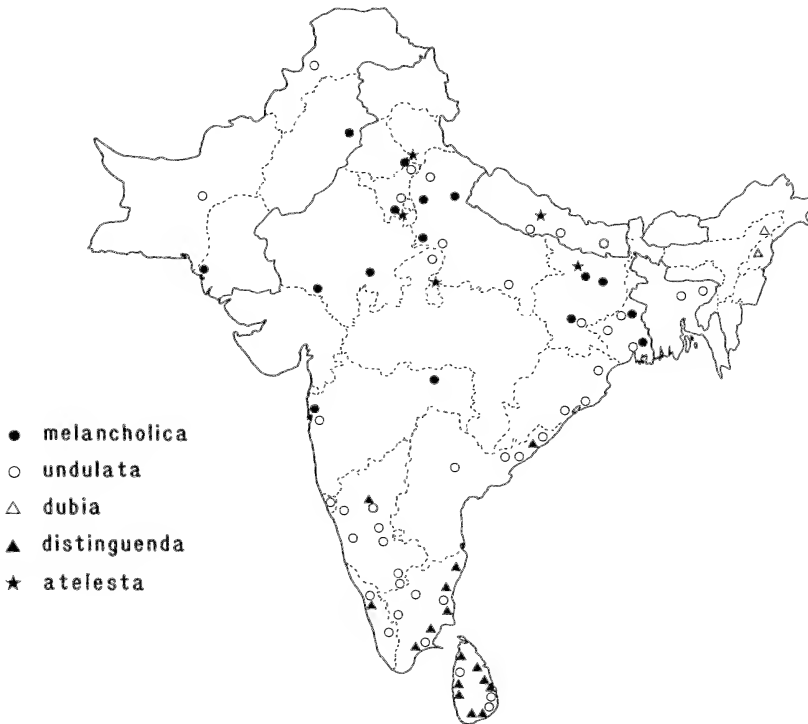 melancholica
undulata
dubia
distinguenda
atelesta